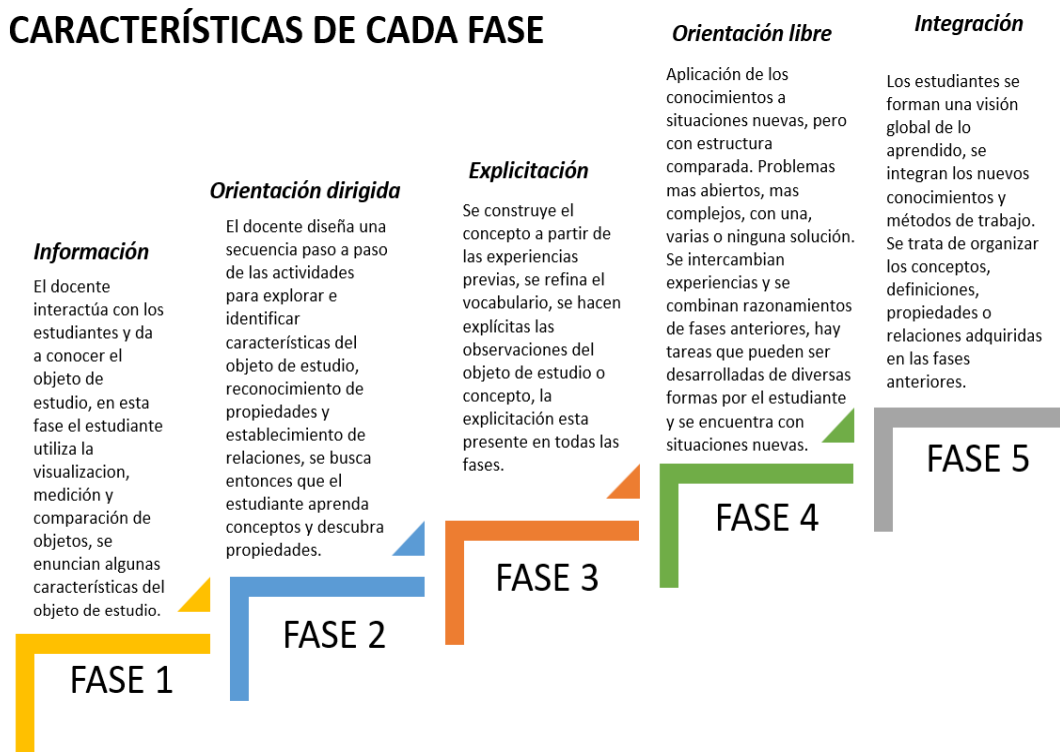 CARACTERÍSTICAS DE CADA FASE
Información
El docente
interactúa con los
estudiantes y da
a conocer el
objeto de
estudio, en esta
fase el estudiante
utiliza la
visualizacion,
medición y
comparación de
objetos, se
enuncian algunas
características del
objeto de estudio.
FASE 1
Orientación dirigida
El docente diseña una
secuencia paso a paso
de las actividades
para explorar e
identificar
características del
objeto de estudio,
reconocimiento de
propiedades y
establecimiento de
relaciones, se busca
entonces que el
estudiante aprenda
conceptos y descubra
propiedades.
FASE 2
Explicitación
Se construye el
concepto a partir de
las experiencias
previas, se refina el
vocabulario, se hacen
explícitas las
observaciones del
objeto de estudio o
concepto, la
explicitación esta
presente en todas las
fases.
FASE 3
Orientación libre
Aplicación de los
conocimientos a
situaciones nuevas, pero
con estructura
comparada. Problemas
mas abiertos, mas
complejos, con una,
varias o ninguna solución.
Se intercambian
experiencias y se
combinan razonamientos
de fases anteriores, hay
tareas que pueden ser
desarrolladas de diversas
formas por el estudiante
y se encuentra con
situaciones nuevas.
FASE 4
Integración
Los estudiantes se
forman una visión
global de lo
aprendido, se
integran los nuevos
conocimientos y
métodos de trabajo.
Se trata de organizar
los conceptos,
definiciones,
propiedades o
relaciones adquiridas
en las fases
anteriores.
FASE 5